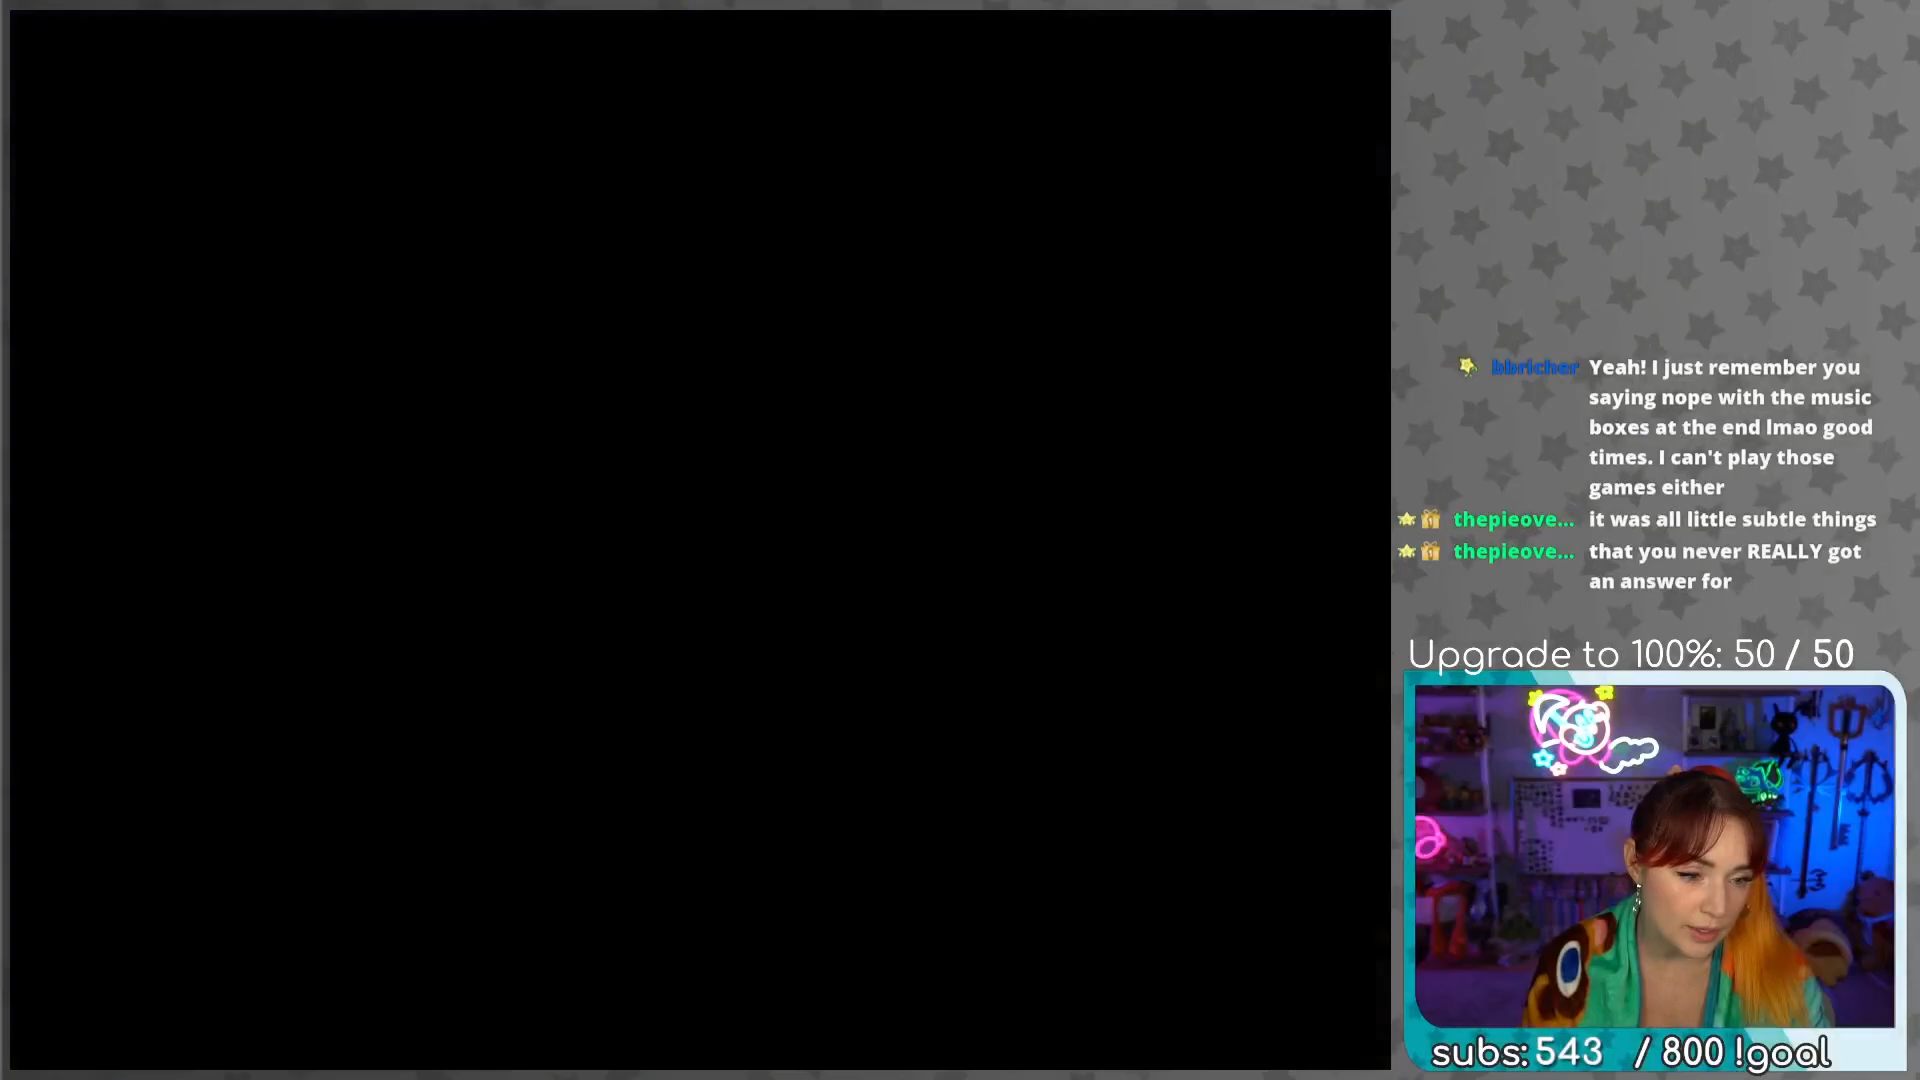 bbricher Yeah! I just remember you
saying nope with the music
boxes at the end lmao good
times. I can't play those
games either
thepieove... it was all little subtle things
thepieove... that you never REALLY got
an answer for
Upgrade to 100%: 50 / 50
subs: 543 / 800 !goal